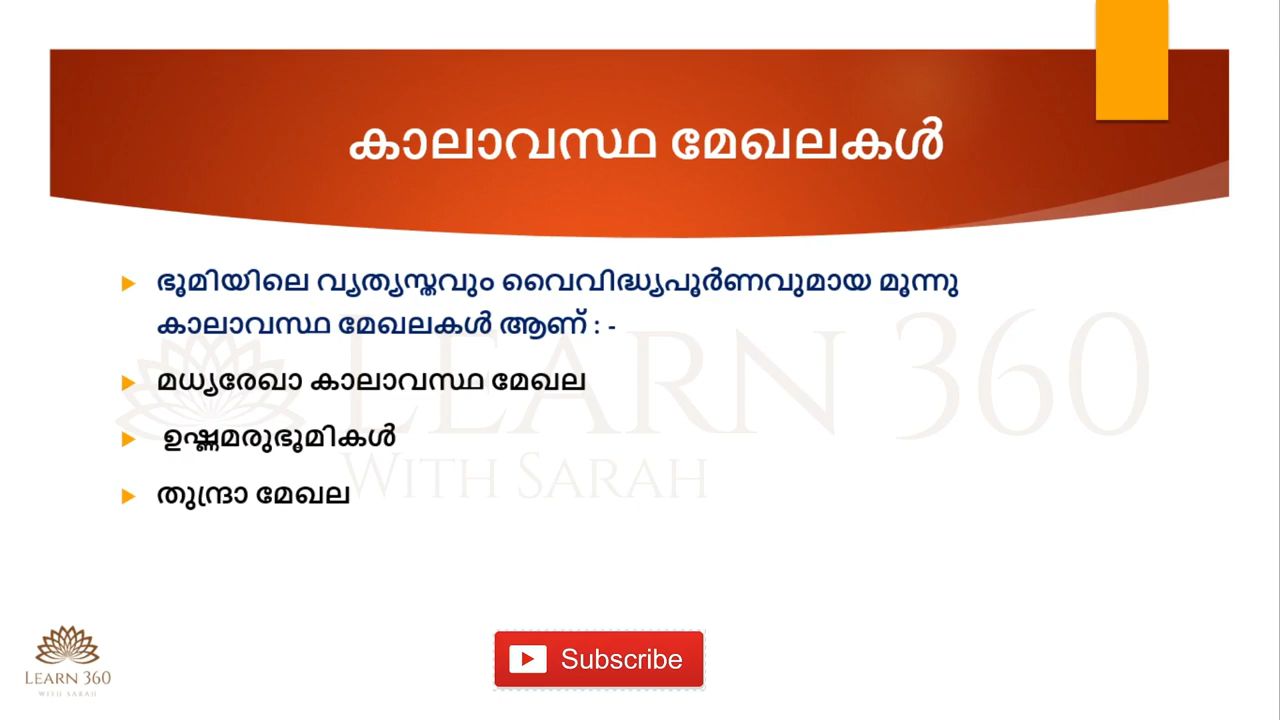 കാലാവസ്ഥ മേഖലകൾ
ഭൂമിയിലെ വ്യത്യസ്തവും വൈവിദ്ധ്യപൂർണവുമായ മൂന്നു
കാലാവസ്ഥ മേഖലകൾ ആണ് : -
മധ്യരേഖാ കാലാവസ്ഥ മേഖല
ഉഷ്ണമരുഭൂമികൾ
തുന്ദ്രാ മേഖല
LEARN 360
WITH SARAH
LEARN 360
WITH SARAH
Subscribe